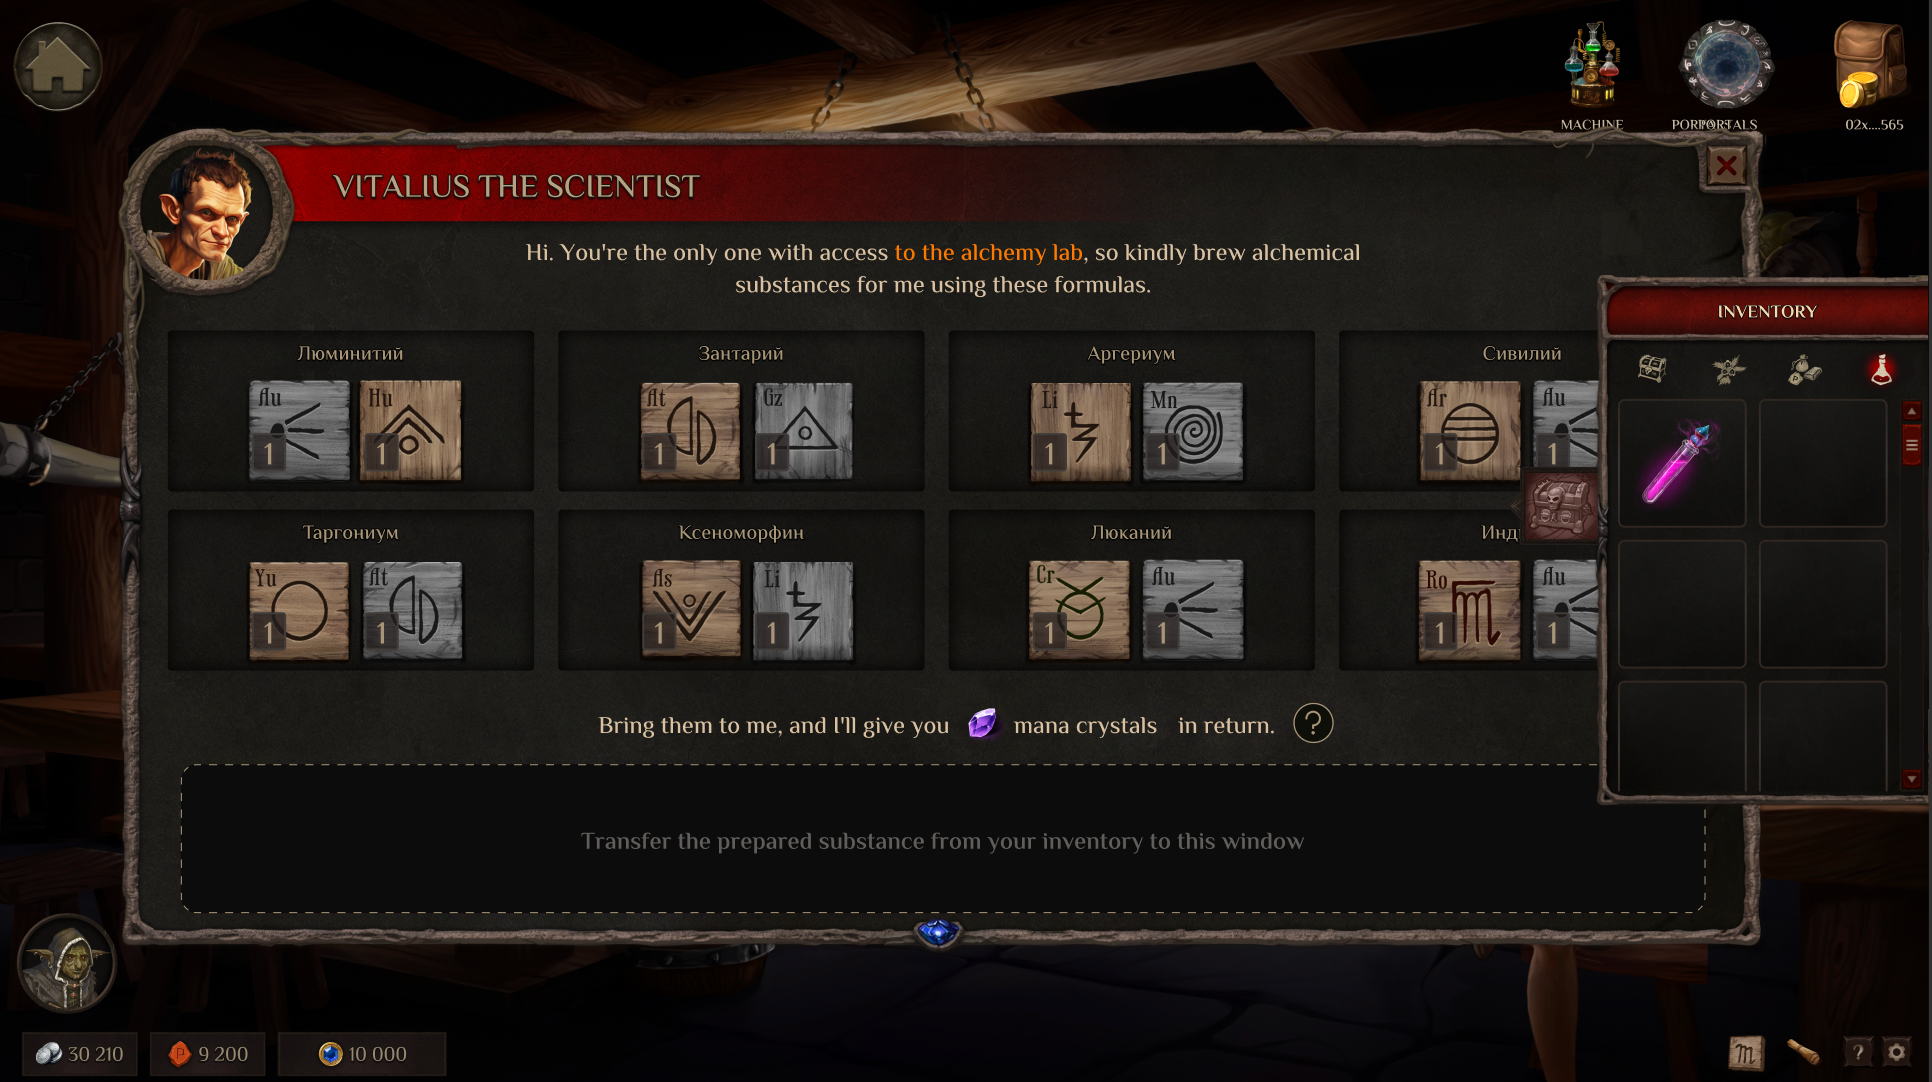 MACHINE
PORTALS
02x....565
VITALIUS THE SCIENTIST
Hi. You're the only one with access to the alchemy lab, so kindly brew alchemical
substances for me using these formulas.
INVENTORY
Люминитий
Зантарий
Аргериум
Сивилий
Au
1
Hu
1
At
1
Gz
1
Li
1
Mn
1
Ar
1
Au
1
Таргониум
Ксеноморфин
Люканий
Инд
Yu
1
At
1
As
1
Li
1
Cr
1
Au
1
Ro
1
Au
1
Bring them to me, and I'll give you mana crystals in return. ?
Transfer the prepared substance from your inventory to this window
30 210
9 200
10 000
?